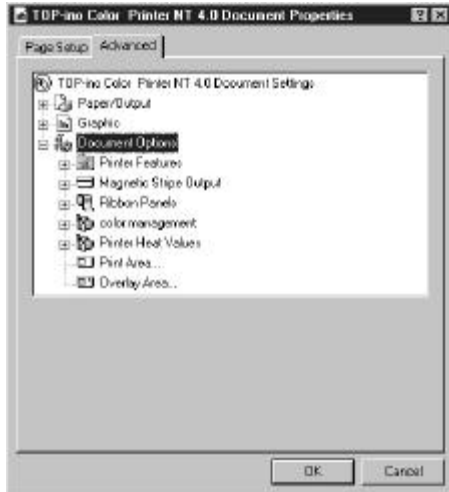 TOP-ino Color Printer NT 4.0 Document Properties
Page Setup Advanced
TOP-ino Color Printer NT 4.0 Document Settings
Paper/Output
Graphic
Document Options
Printer Features
Magnetic Stripe Output
Ribbon Panels
color management
Printer Heat Values
Print Area...
Overlay Area...
OK Cancel